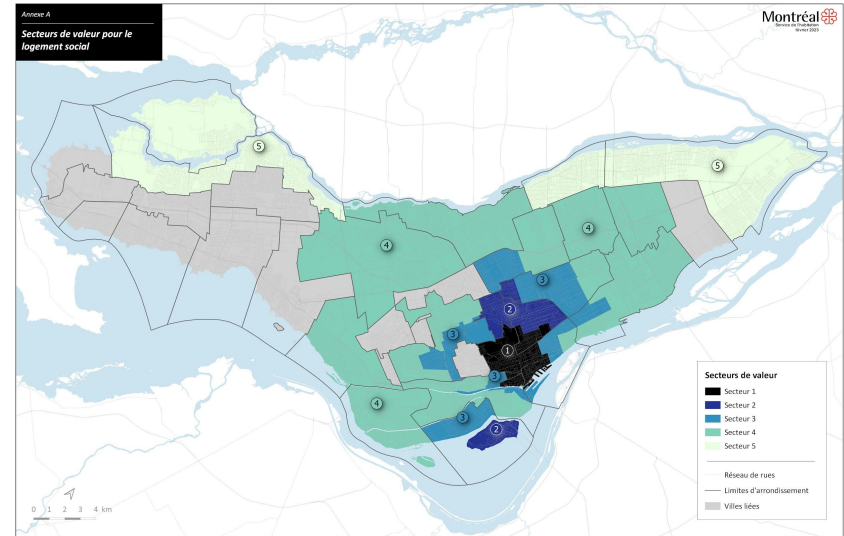 Annexe A
Secteurs de valeur pour le
logement social
Montréal
Service de l'habitation
février 2023
5
5
4
4
3
2
3
1
3
4
3
2
Secteurs de valeur
Secteur 1
Secteur 2
Secteur 3
Secteur 4
Secteur 5
Réseau de rues
Limites d'arrondissement
Villes liées
0 1 2 3 4 km